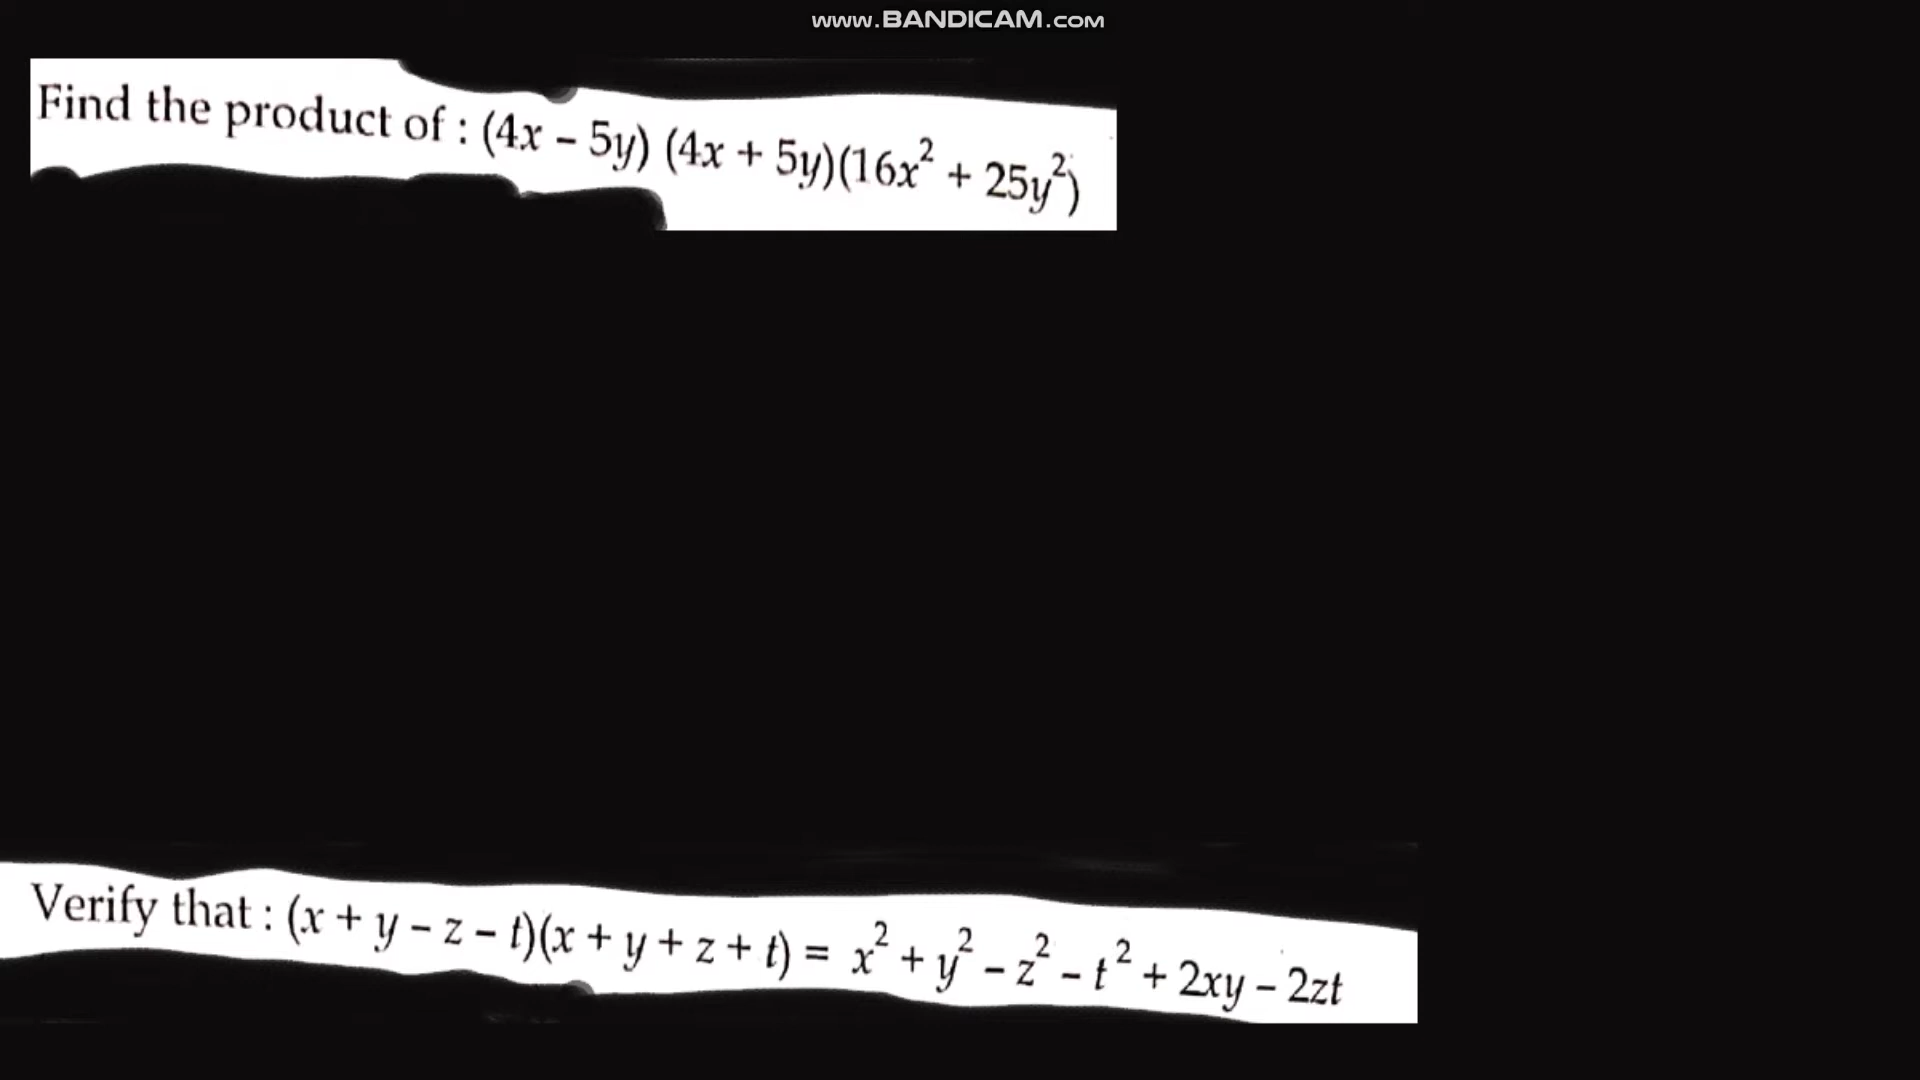 www.BANDICAM.com
Find the product of : (4x – 5y) (4x + 5y)(16x² + 25y²)
Verify that : (x + y – z – t)(x + y + z + t) = x² + y² – z² – t² + 2xy – 2zt